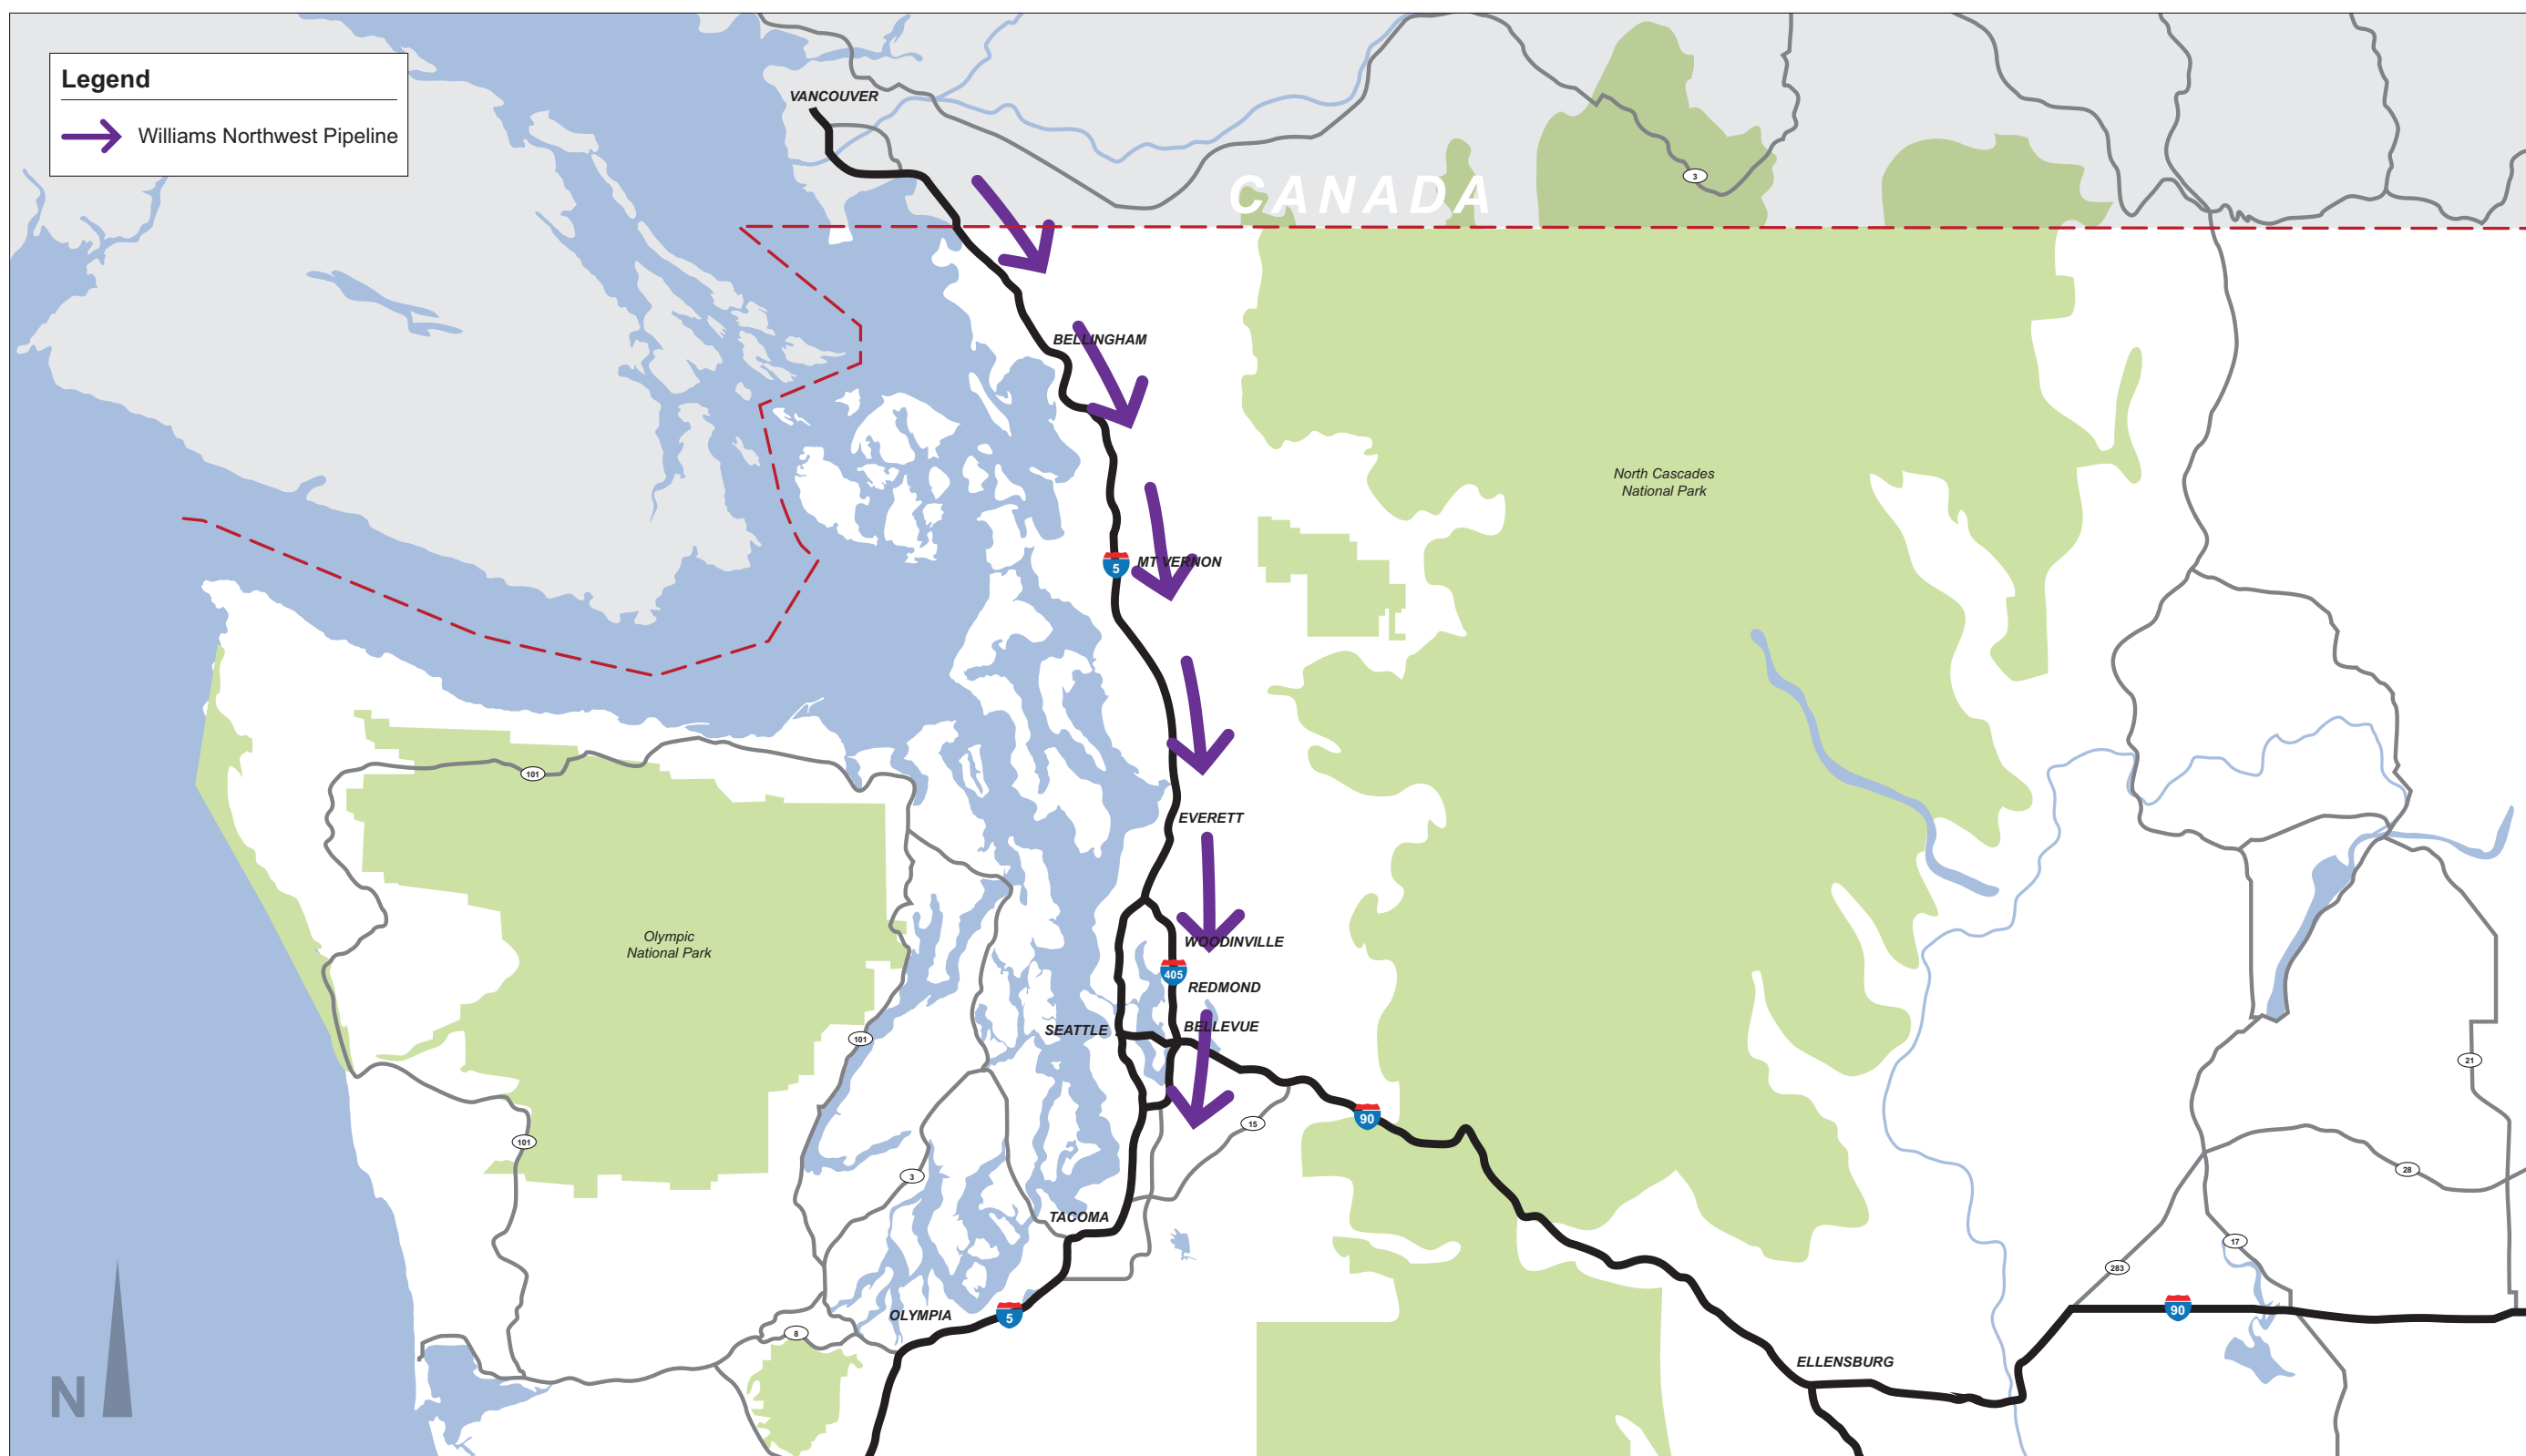 Legend
Williams Northwest Pipeline
VANCOUVER
CANADA
3
BELLINGHAM
North Cascades
National Park
5
MT VERNON
101
EVERETT
Olympic
National Park
WOODINVILLE
405
REDMOND
SEATTLE
BELLEVUE
101
21
90
15
101
28
3
TACOMA
17
283
OLYMPIA
5
90
8
ELLENSBURG
N